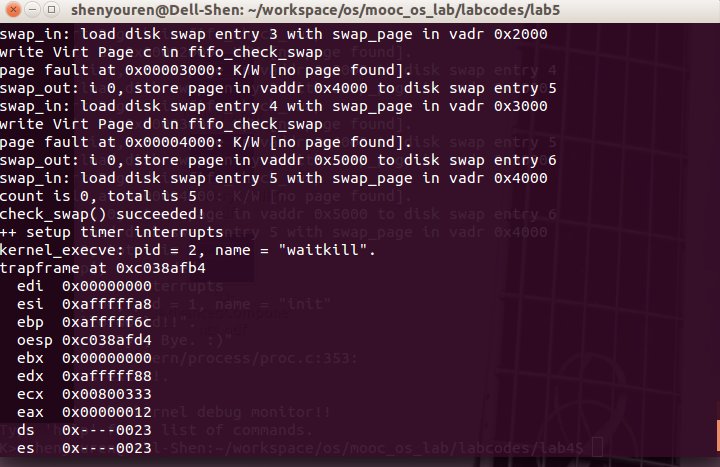 shenyouren@Dell-Shen: ~/workspace/os/mooc_os_lab/labcodes/lab5
swap_in: load disk swap entry 3 with swap_page in vadr 0x2000
write Virt Page c in fifo_check_swap
page fault at 0x00003000: K/W [no page found].
swap_out: i 0, store page in vaddr 0x4000 to disk swap entry 5
swap_in: load disk swap entry 4 with swap_page in vadr 0x3000
write Virt Page d in fifo_check_swap
page fault at 0x00004000: K/W [no page found].
swap_out: i 0, store page in vaddr 0x5000 to disk swap entry 6
swap_in: load disk swap entry 5 with swap_page in vadr 0x4000
count is 0, total is 5
check_swap() succeeded!
++ setup timer interrupts
kernel_execve: pid = 2, name = "waitkill".
trapframe at 0xc038afb4
  edi  0x00000000
  esi  0xafffffa8
  ebp  0xafffff6c
  oesp 0xc038afd4
  ebx  0x00000000
  edx  0xafffff88
  ecx  0x00800333
  eax  0x00000012
  ds   0x----0023
  es   0x----0023